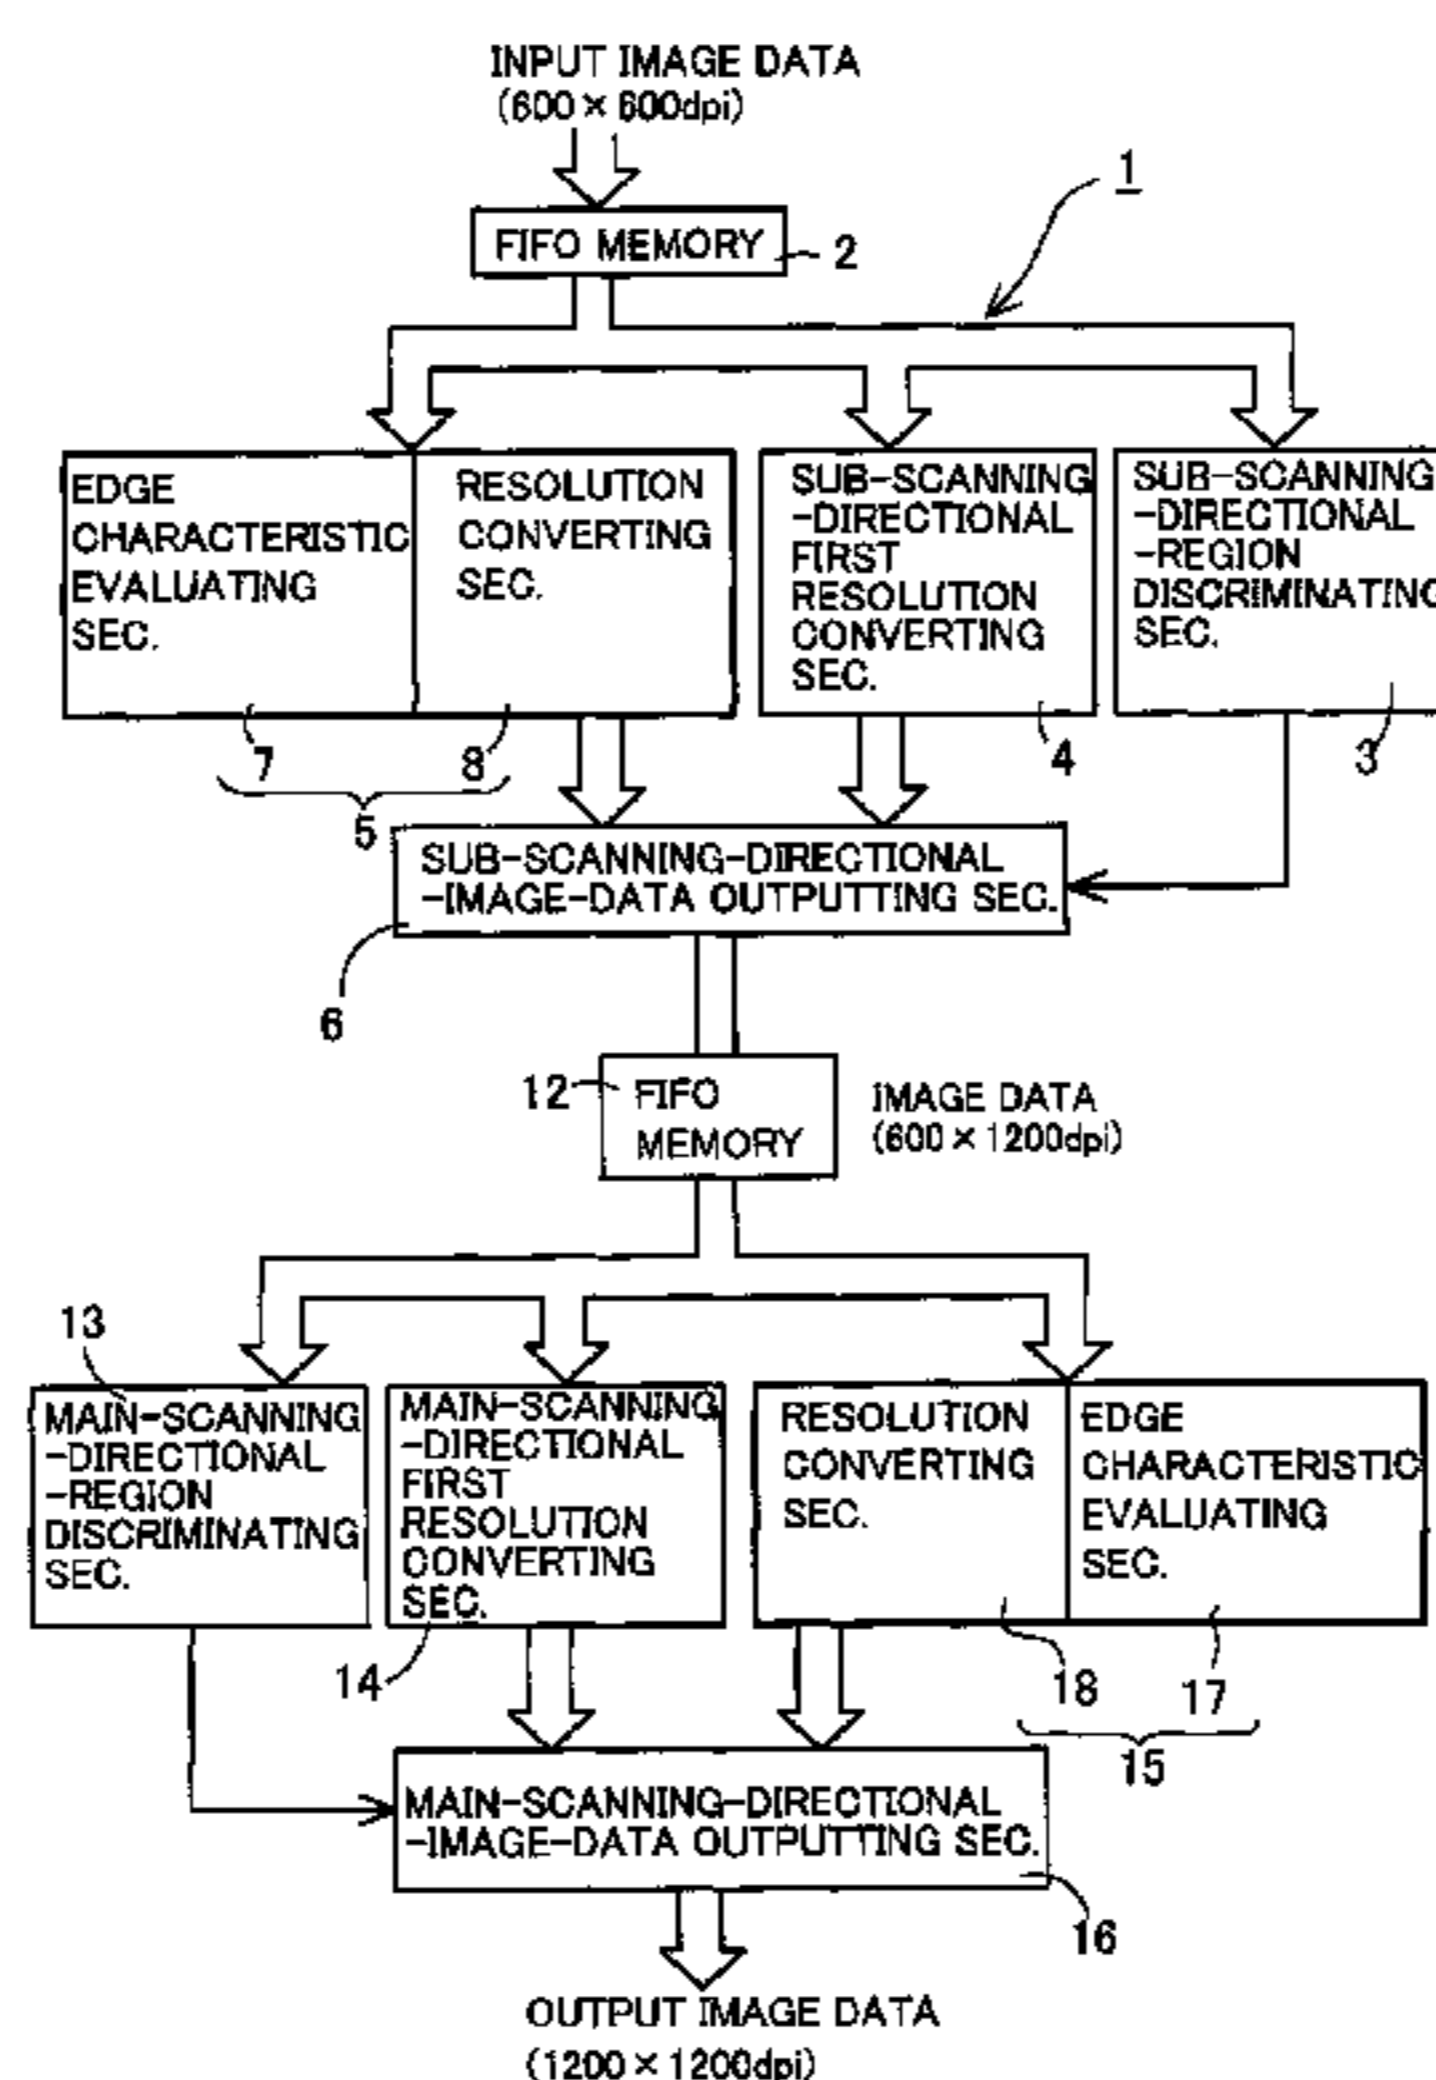 INPUT IMAGE DATA
(600×600dpi)
1
FIFO MEMORY
2
EDGE
CHARACTERISTIC
EVALUATING
SEC.
RESOLUTION
CONVERTING
SEC.
SUB-SCANNING
-DIRECTIONAL
FIRST
RESOLUTION
CONVERTING
SEC.
SUB-SCANNING
-DIRECTIONAL
-REGION
DISCRIMINATING
SEC.
7
8
4
3
5
SUB-SCANNING-DIRECTIONAL
-IMAGE-DATA OUTPUTTING SEC.
6
12
FIFO
MEMORY
IMAGE DATA
(600×1200dpi)
13
MAIN-SCANNING
-DIRECTIONAL
-REGION
DISCRIMINATING
SEC.
MAIN-SCANNING
-DIRECTIONAL
FIRST
RESOLUTION
CONVERTING
SEC.
RESOLUTION
CONVERTING
SEC.
EDGE
CHARACTERISTIC
EVALUATING
SEC.
14
18
17
15
MAIN-SCANNING-DIRECTIONAL
-IMAGE-DATA OUTPUTTING SEC.
16
OUTPUT IMAGE DATA
(1200×1200dpi)